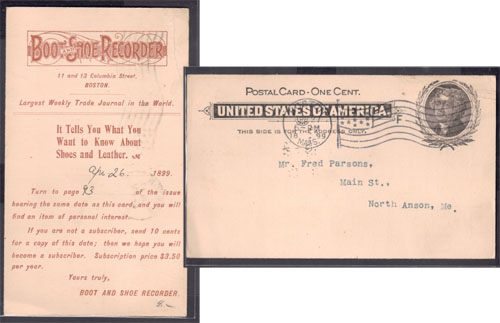 BOOT AND SHOE RECORDER
11 and 13 Columbia Street,
BOSTON.
Largest Weekly Trade Journal in the World.
It Tells You What You
Want to Know About
Shoes and Leather.
Apr 26 1899.
Turn to page 93 of the issue
bearing the same date as this card, and you will
find an item of personal interest.
If you are not a subscriber, send 10 cents
for a copy of this date; then we hope you will
become a subscriber. Subscription price $3.50
per year.
Yours truly,
BOOT AND SHOE RECORDER.
POSTAL CARD - ONE CENT.
UNITED STATES OF AMERICA.
THIS SIDE IS FOR THE ADDRESS ONLY.
MASS.
F
Mr. Fred Parsons,
Main St.,
North Anson, Me.